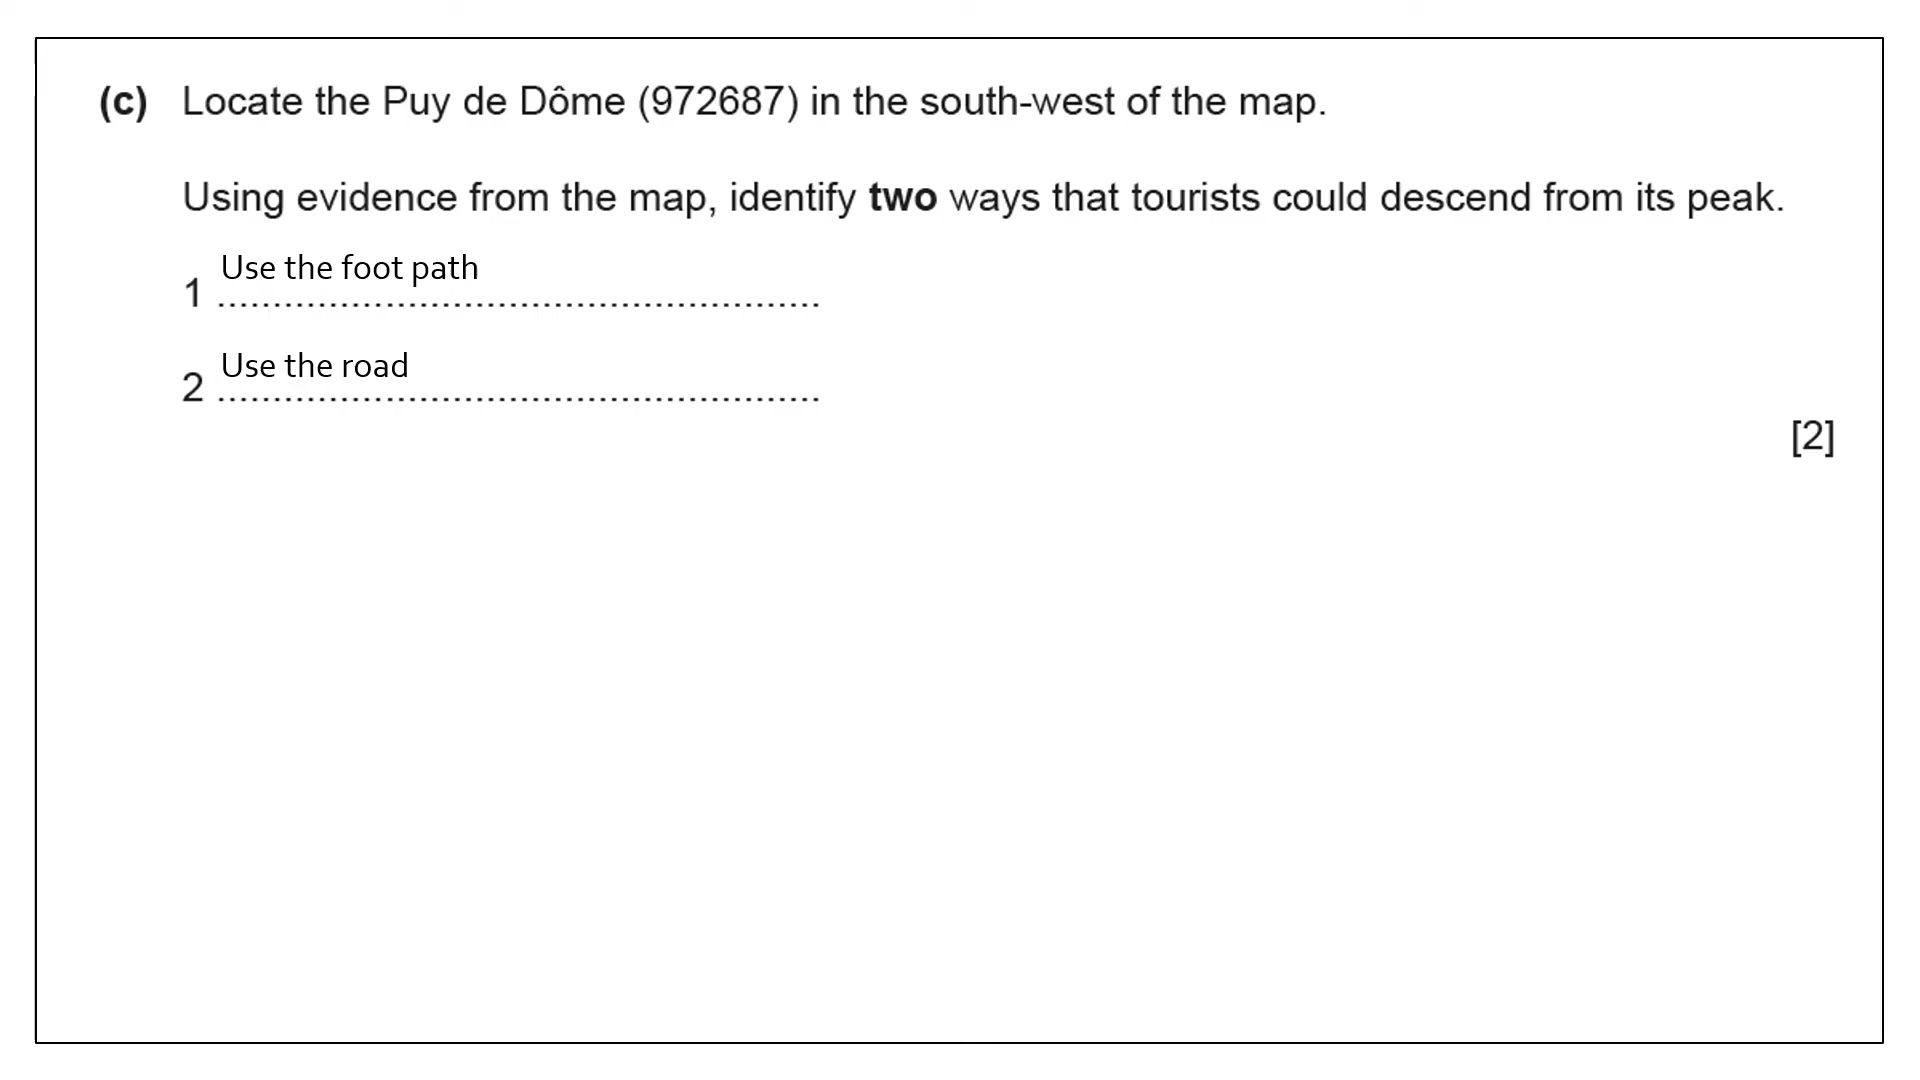 (c) Locate the Puy de Dôme (972687) in the south-west of the map.
Using evidence from the map, identify two ways that tourists could descend from its peak.
Use the foot path
1 ......................................................
Use the road
2 ......................................................
[2]